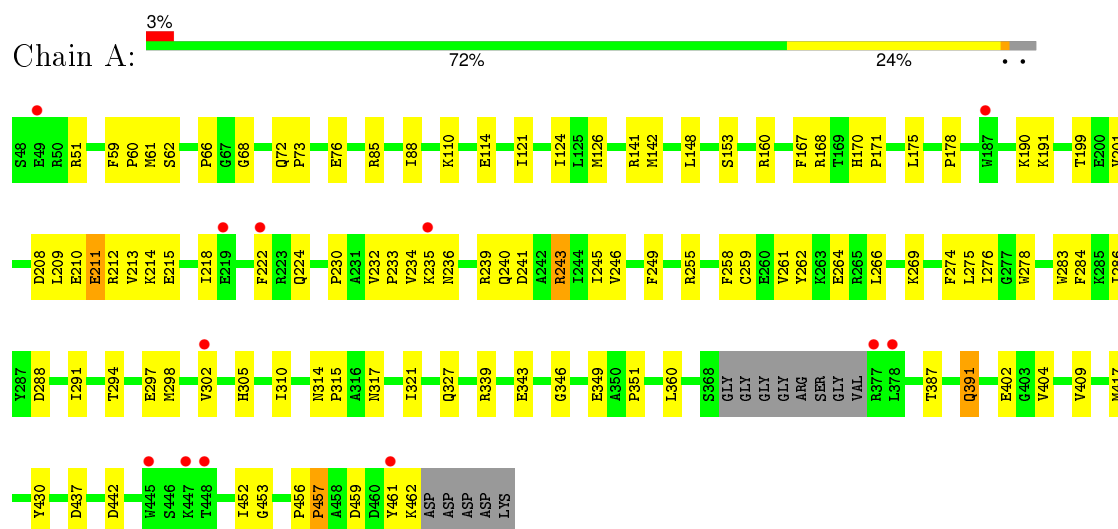 3%
Chain A:
72% 24% • •
S48 E49 R50 R51 F59 P60 M61 S62 P66 G67 G68 Q72 P73 E76 R85 I88 K110 E114 I121 I124 L125 M126 R141 M142 L148 S153 R160 F167 R168 T169 H170 P171 L175 P178 W187 K190 K191 T199 E200 V201
D208 L209 E210 E211 R212 V213 K214 E215 I218 E219 F222 R223 Q224 P230 A231 V232 P233 V234 K235 N236 R239 Q240 D241 A242 R243 I244 I245 V246 F249 R255 F258 C259 E260 V261 Y262 K263 E264 R265 L266 K269 F274 L275 I276 G277 W278 W283 F284 K285 I286
Y287 D288 I291 T294 E297 M298 V302 H305 I310 N314 P315 A316 N317 I321 Q327 R339 E343 G346 E349 A350 P351 L360 S368 GLY GLY GLY GLY ARG SER GLY VAL R377 L378 T387 Q391 E402 G403 V404 V409 M417
Y430 D437 D442 W445 S446 K447 T448 I452 G453 P456 P457 A458 D459 D460 Y461 K462 ASP ASP ASP ASP LYS